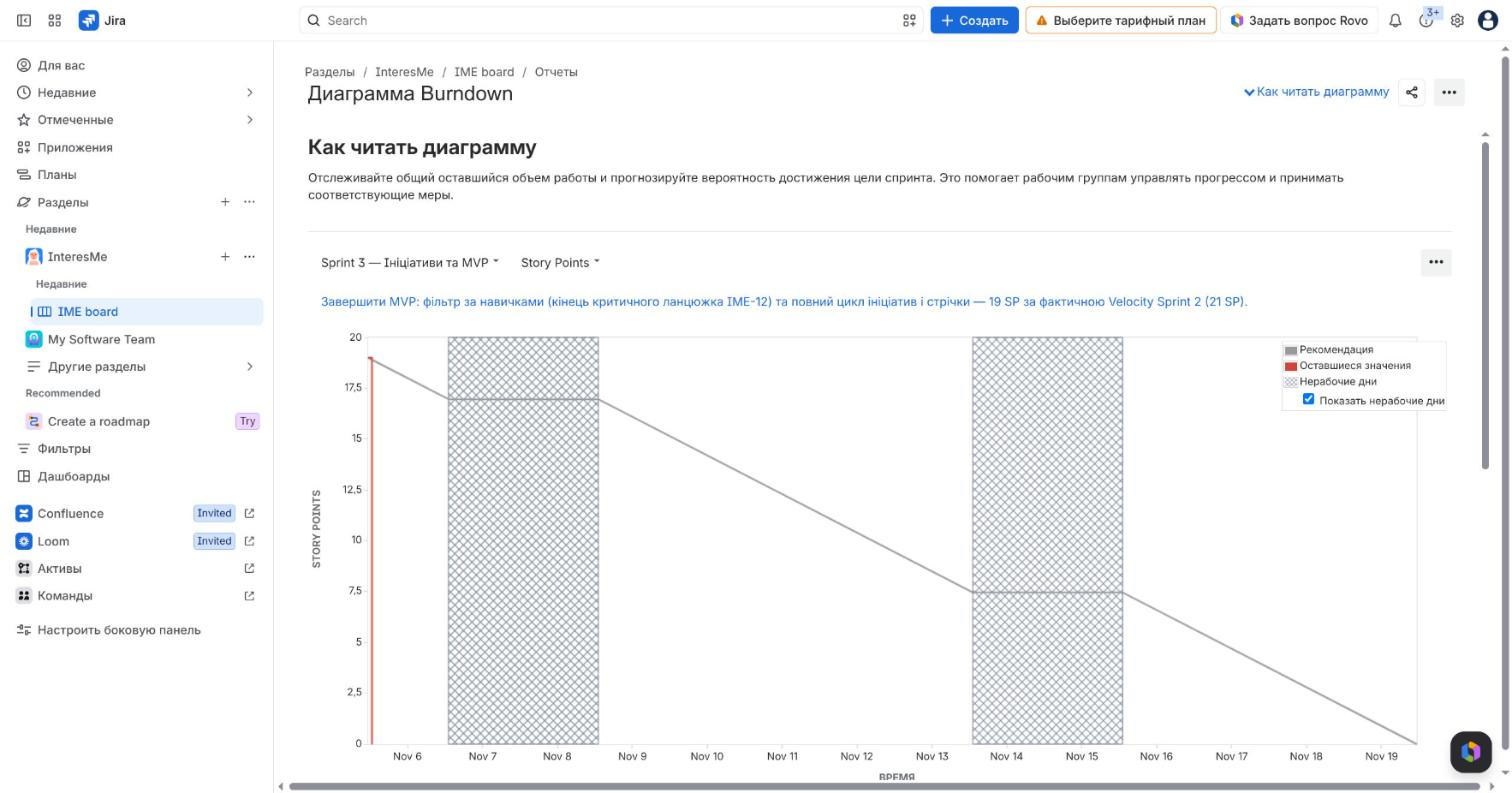 Jira
Search
Создать
Выберите тарифный план
Задать вопрос Rovo
3+
Для вас
Недавние
Отмеченные
Приложения
Планы
Разделы
Недавние
InteresMe
Недавние
IME board
My Software Team
Другие разделы
Recommended
Create a roadmap
Try
Фильтры
Дашборды
Confluence
Invited
Loom
Invited
Активы
Команды
Настроить боковую панель
Разделы / InteresMe / IME board / Отчеты
Диаграмма Burndown
Как читать диаграмму
Как читать диаграмму
Отслеживайте общий оставшийся объем работы и прогнозируйте вероятность достижения цели спринта. Это помогает рабочим группам управлять прогрессом и принимать
соответствующие меры.
Sprint 3 — Ініціативи та MVP
Story Points
Завершити MVP: фільтр за навичками (кінець критичного ланцюжка IME-12) та повний цикл ініціатив і стрічки — 19 SP за фактичною Velocity Sprint 2 (21 SP).
Рекомендация
Оставшиеся значения
Нерабочие дни
Показать нерабочие дни
STORY POINTS
20
17,5
15
12,5
10
7,5
5
2,5
0
Nov 6
Nov 7
Nov 8
Nov 9
Nov 10
Nov 11
Nov 12
Nov 13
Nov 14
Nov 15
Nov 16
Nov 17
Nov 18
Nov 19
ВРЕМЯ